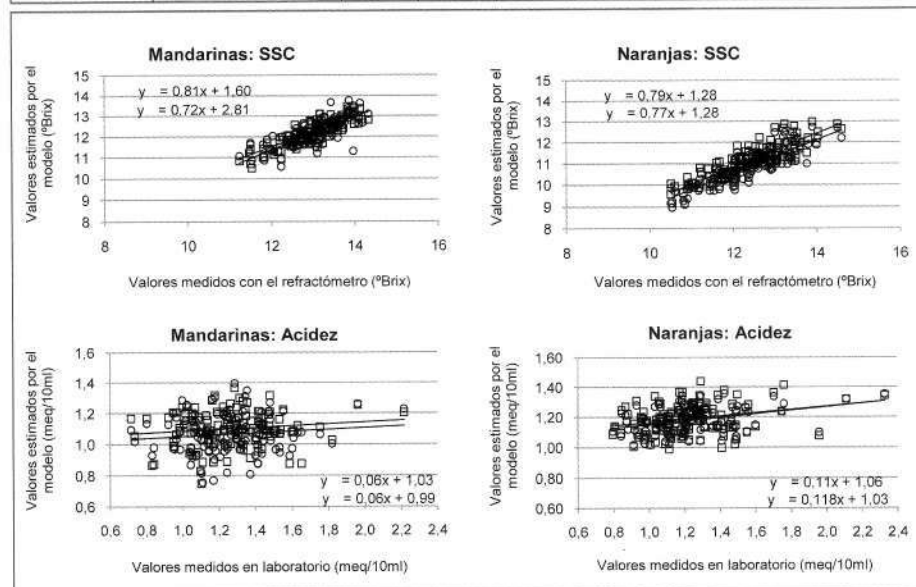 Mandarinas: SSC
Valores estimados por el
modelo (ºBrix)
15
14
13
12
11
10
9
8
y = 0,81x + 1,60
y = 0,72x + 2,81
8 10 12 14 16
Valores medidos con el refractómetro (ºBrix)
Naranjas: SSC
Valores estimados por el
modelo (ºBrix)
15
14
13
12
11
10
9
8
y = 0,79x + 1,28
y = 0,77x + 1,28
8 10 12 14 16
Valores medidos con el refractómetro (ºBrix)
Mandarinas: Acidez
Valores estimados por el
modelo (meq/10ml)
1,6
1,4
1,2
1,0
0,8
0,6
y = 0,06x + 1,03
y = 0,06x + 0,99
0,6 0,8 1,0 1,2 1,4 1,6 1,8 2,0 2,2 2,4
Valores medidos en laboratorio (meq/10ml)
Naranjas: Acidez
Valores estimados por el
modelo (meq/10ml)
1,60
1,40
1,20
1,00
0,80
0,60
y = 0,11x + 1,06
y = 0,118x + 1,03
0,6 0,8 1,0 1,2 1,4 1,6 1,8 2,0 2,2 2,4
Valores medidos en laboratorio (meq/10ml)